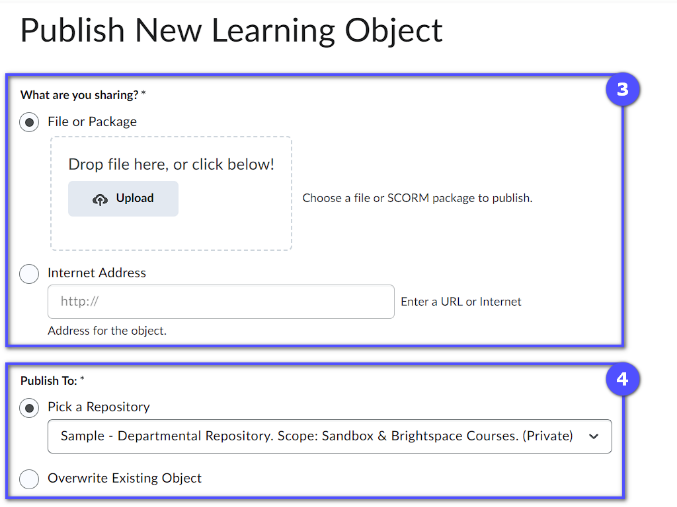 Publish New Learning Object
3
What are you sharing? *
File or Package
Drop file here, or click below!
Upload
Choose a file or SCORM package to publish.
Internet Address
http://
Enter a URL or Internet
Address for the object.
4
Publish To: *
Pick a Repository
Sample - Departmental Repository. Scope: Sandbox & Brightspace Courses. (Private)
Overwrite Existing Object